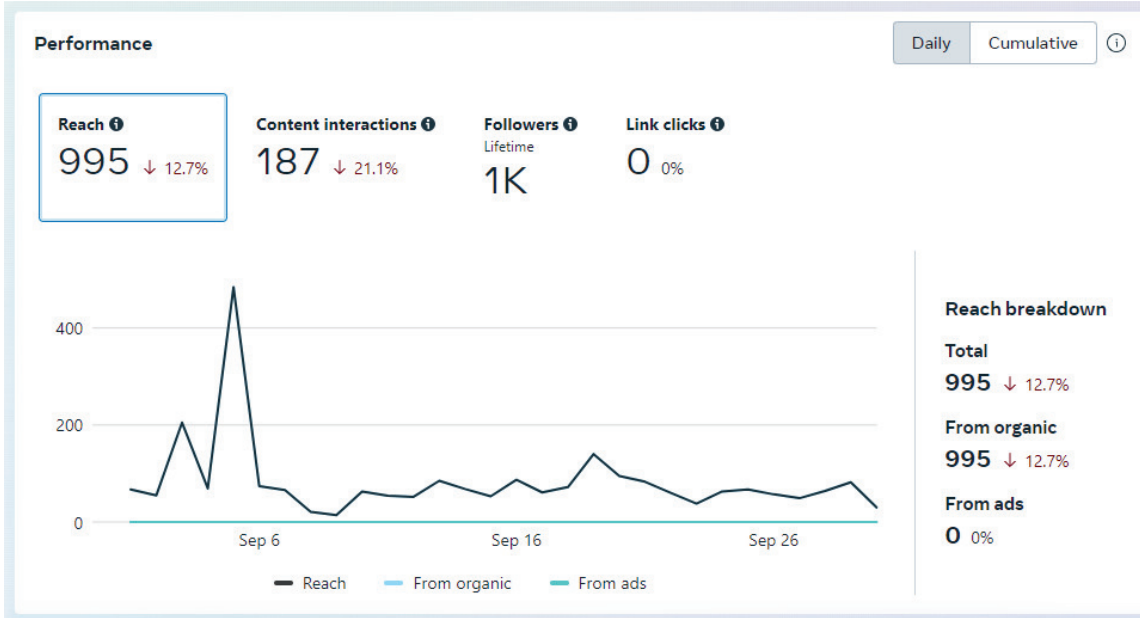 Performance
Daily Cumulative
Reach Content interactions Followers Link clicks
Lifetime
995 ↓ 12.7% 187 ↓ 21.1% 1K 0 0%
400
200
0
Sep 6 Sep 16 Sep 26
Reach From organic From ads
Reach breakdown
Total
995 ↓ 12.7%
From organic
995 ↓ 12.7%
From ads
0 0%